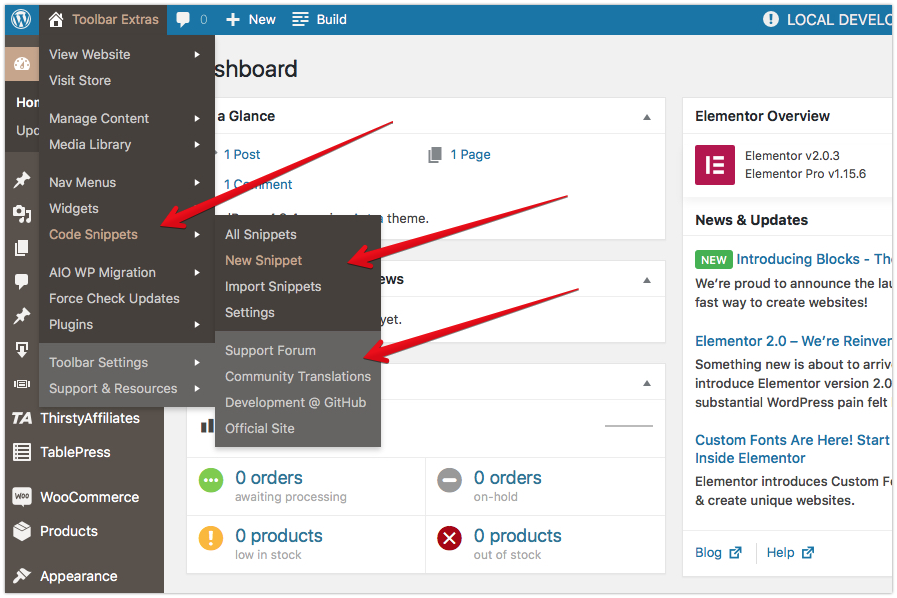 Toolbar Extras
0
New
Build
LOCAL DEVELO
View Website
Visit Store
Manage Content
Media Library
Nav Menus
Widgets
Code Snippets
AIO WP Migration
Force Check Updates
Plugins
Toolbar Settings
Support & Resources
All Snippets
New Snippet
Import Snippets
Settings
Support Forum
Community Translations
Development @ GitHub
Official Site
Hom
Upd
TA ThirstyAffiliates
TablePress
Woo WooCommerce
Products
Appearance
shboard
a Glance
1 Post
1 Page
1 Comment
theme.
ews
yet.
0 orders
awaiting processing
0 orders
on-hold
0 products
low in stock
0 products
out of stock
Elementor Overview
Elementor v2.0.3
Elementor Pro v1.15.6
News & Updates
NEW Introducing Blocks - The
We're proud to announce the lau
fast way to create websites!
Elementor 2.0 – We're Reinven
Something new is about to arrive
introduce Elementor version 2.0
substantial WordPress pain felt
Custom Fonts Are Here! Start
Inside Elementor
Elementor introduces Custom Fo
& create unique websites.
Blog
Help